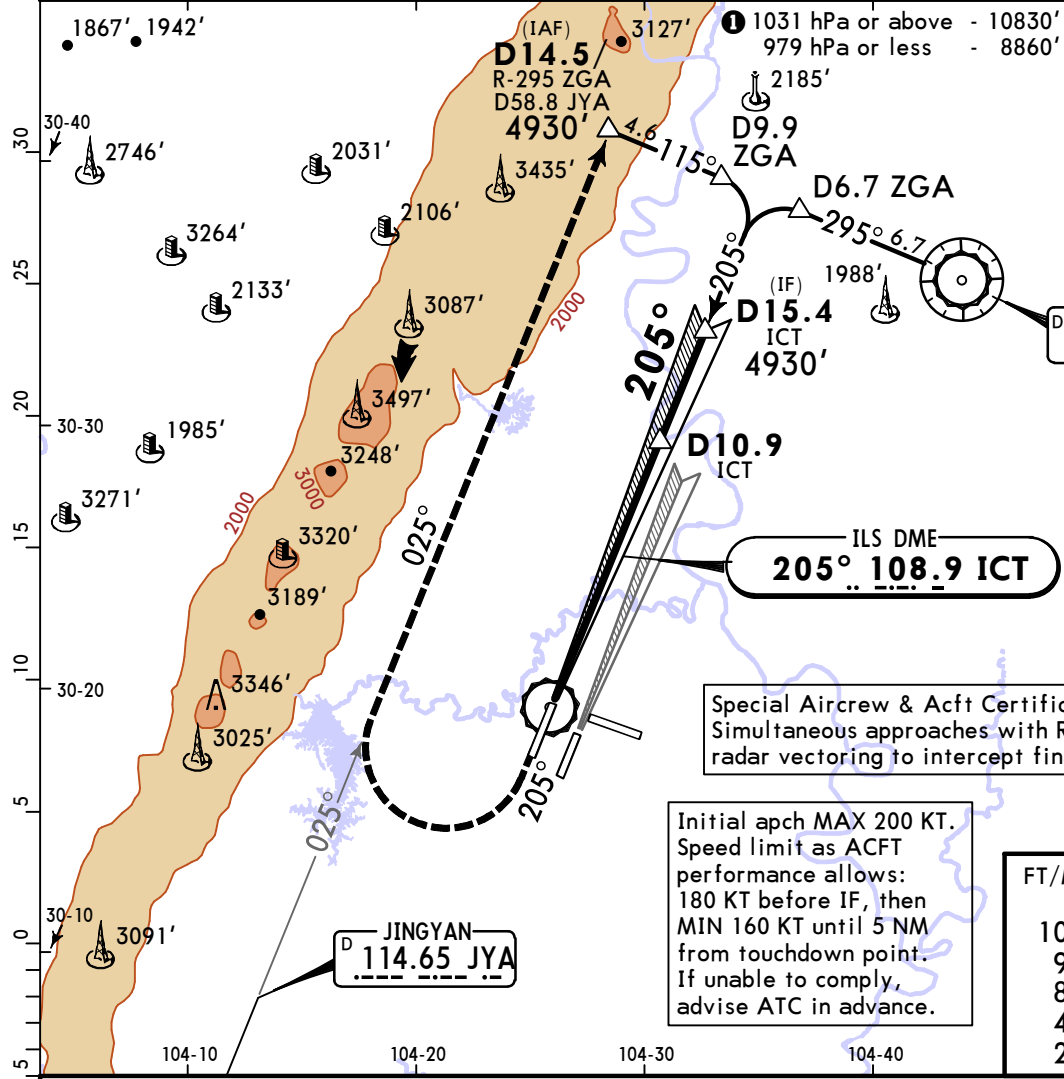 1867′
1942′
(IAF)
D14.5
R-295 ZGA
D58.8 JYA
4930′
3127′
❶ 1031 hPa or above - 10830′
979 hPa or less - 8860′
2185′
30-40
30
2746′
2031′
3435′
4.6
115°
D9.9
ZGA
D6.7 ZGA
2106′
3264′
295° 6.7
205°
2133′
25
3087′
2000
1988′
(IF)
D15.4
ICT
4930′
D
205°
3497′
20
30-30
1985′
3248′
3000
D10.9
ICT
3271′
2000
025°
15
3320′
ILS DME
205° 108.9 ICT
3189′
10
30-20
3346′
3025′
Special Aircrew & Acft Certific
Simultaneous approaches with R
radar vectoring to intercept fin
205°
5
025°
Initial apch MAX 200 KT.
Speed limit as ACFT
performance allows:
180 KT before IF, then
MIN 160 KT until 5 NM
from touchdown point.
If unable to comply,
advise ATC in advance.
30-10
0
3091′
JINGYAN
D 114.65 JYA
5
104-10
104-20
104-30
104-40
FT/
10
9
8
4
2